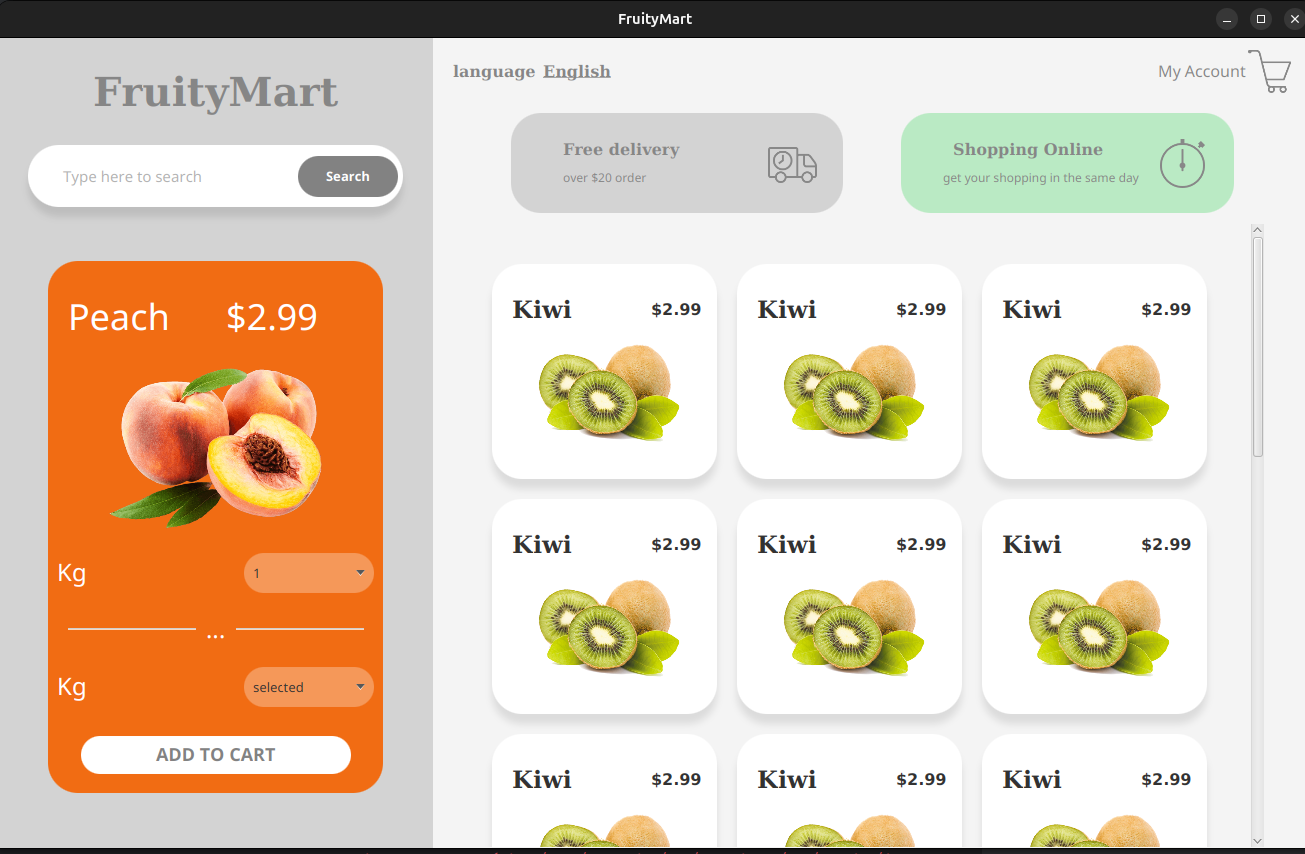 FruityMart
FruityMart
Type here to search
Search
Peach $2.99
Kg
1
...
Kg
selected
ADD TO CART
language English
My Account
Free delivery
over $20 order
Shopping Online
get your shopping in the same day
Kiwi $2.99
Kiwi $2.99
Kiwi $2.99
Kiwi $2.99
Kiwi $2.99
Kiwi $2.99
Kiwi $2.99
Kiwi $2.99
Kiwi $2.99